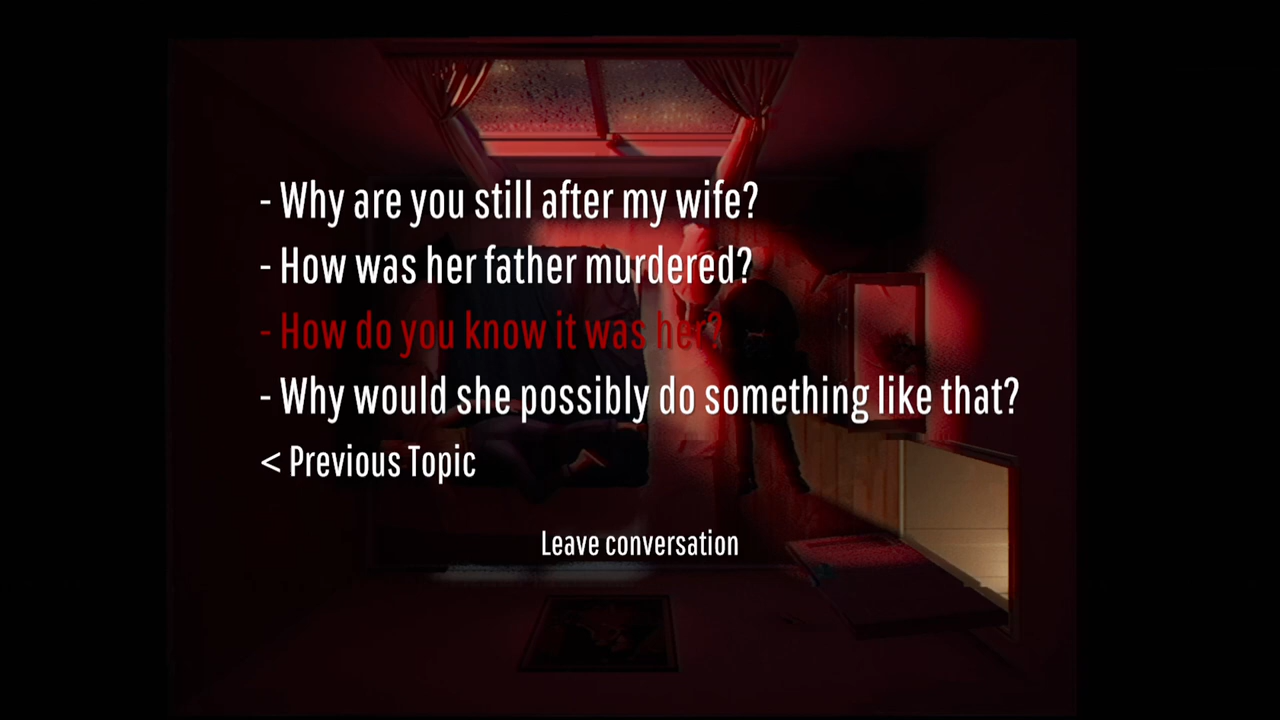 - Why are you still after my wife?
- How was her father murdered?
- How do you know it was her?
- Why would she possibly do something like that?
< Previous Topic
Leave conversation